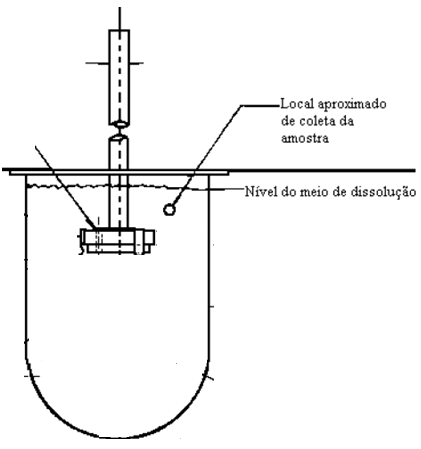 Local aproximado
de coleta da
amostra
Nível do meio de dissolução